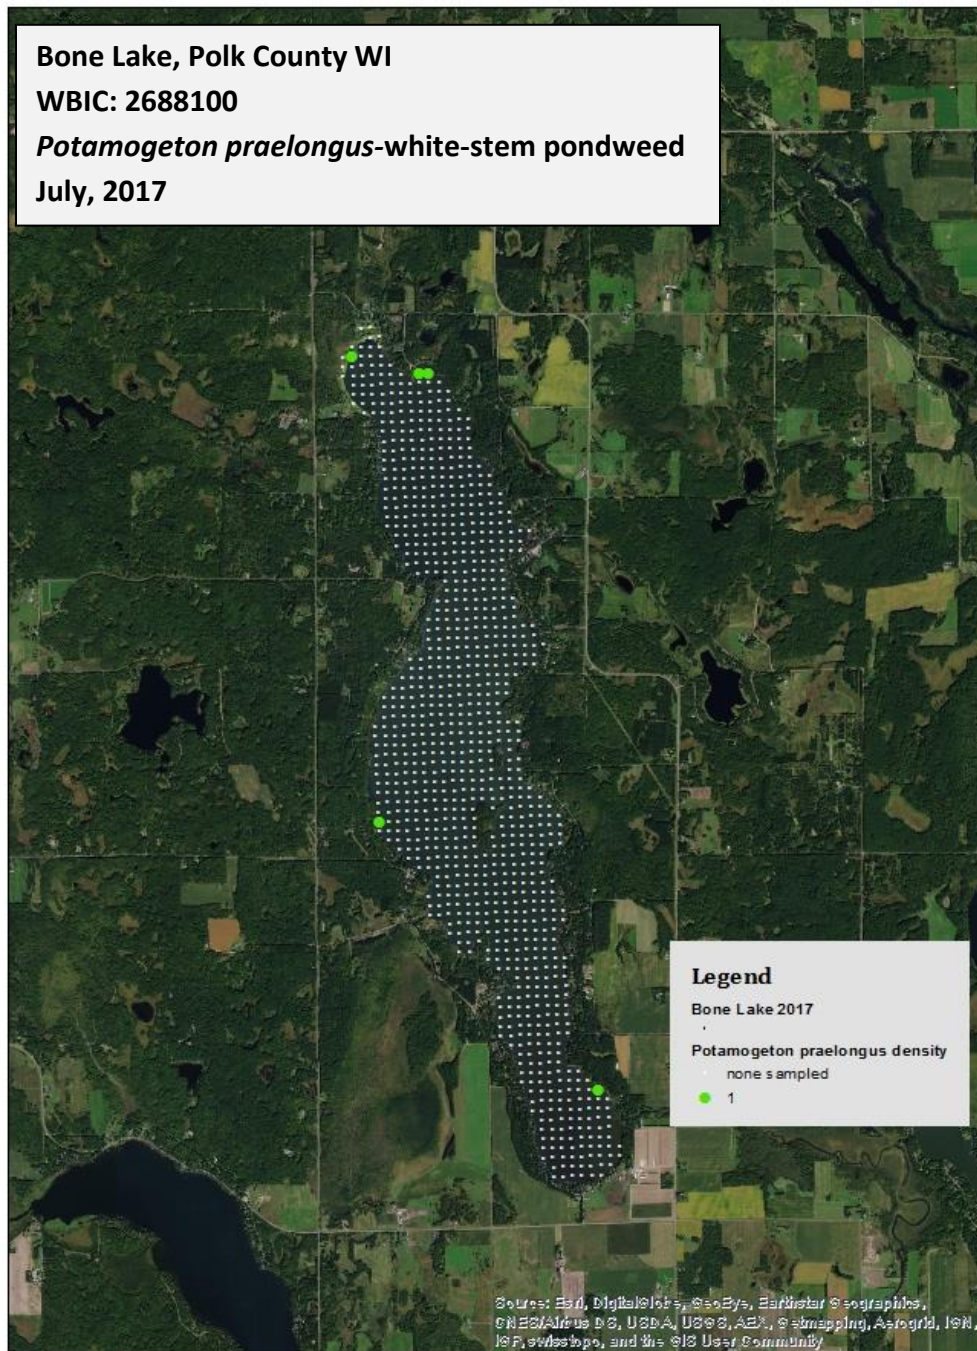 Bone Lake, Polk County WI
WBIC: 2688100
Potamogeton praelongus-white-stem pondweed
July, 2017
Legend
Bone Lake 2017
Potamogeton praelongus density
none sampled
1
Source: Esri, DigitalGlobe, GeoEye, Earthstar Geographics,
CNES/Airbus DS, USDA, USGS, AEX, Getmapping, Aerogrid, IGN,
IGP, swisstopo, and the GIS User Community